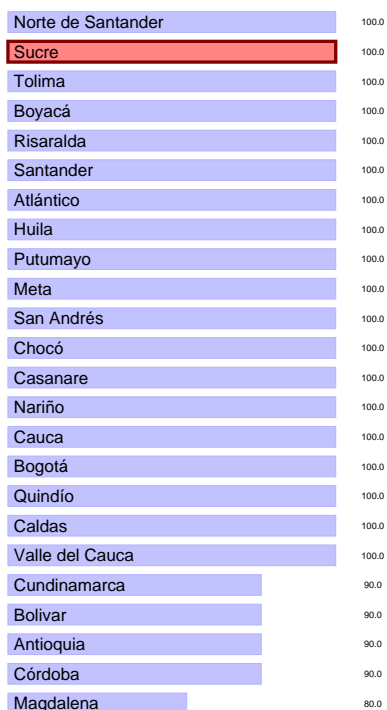 Norte de Santander 100.0
Sucre 100.0
Tolima 100.0
Boyacá 100.0
Risaralda 100.0
Santander 100.0
Atlántico 100.0
Huila 100.0
Putumayo 100.0
Meta 100.0
San Andrés 100.0
Chocó 100.0
Casanare 100.0
Nariño 100.0
Cauca 100.0
Bogotá 100.0
Quindío 100.0
Caldas 100.0
Valle del Cauca 100.0
Cundinamarca 90.0
Bolivar 90.0
Antioquia 90.0
Córdoba 90.0
Magdalena 80.0